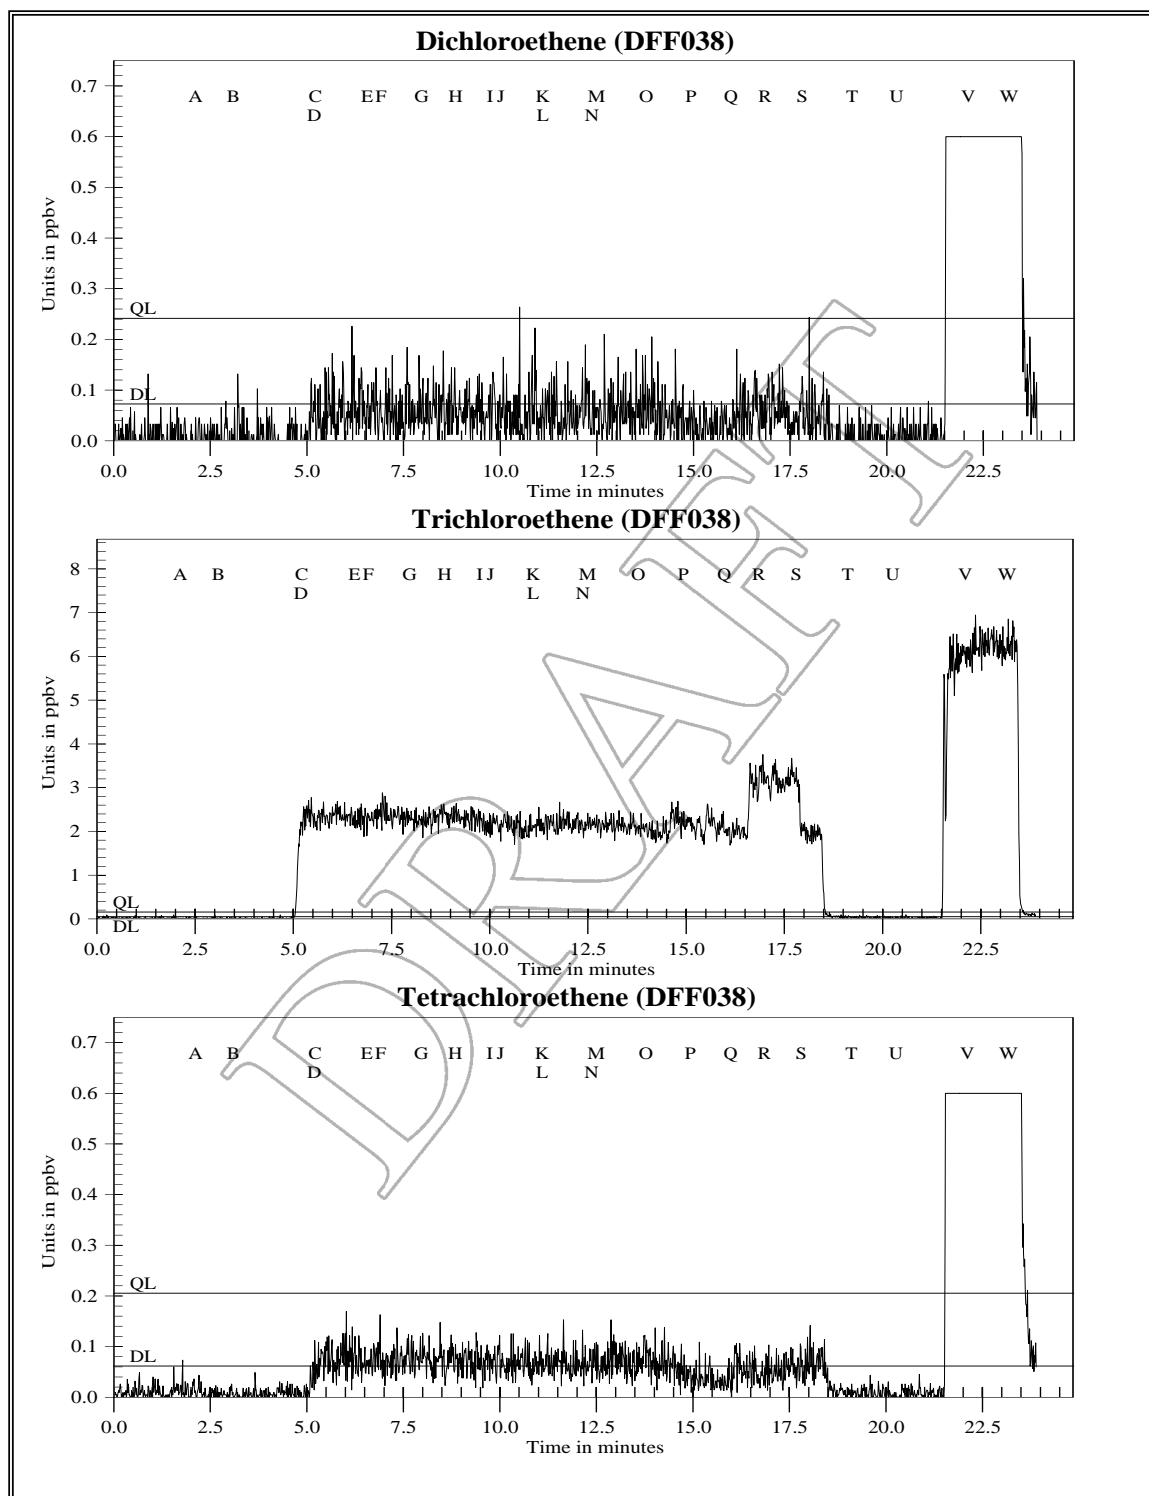 Dichloroethene (DFF038)
0.7
A B C EF G H IJ K M O P Q R S T U V W
D L N
0.6
0.5
0.4
0.3
QL
0.2
0.1
DL
0.0
Units in ppbv
0.0 2.5 5.0 7.5 10.0 12.5 15.0 17.5 20.0 22.5
Time in minutes
Trichloroethene (DFF038)
8
A B C EF G H IJ K M O P Q R S T U V W
D L N
7
6
5
4
3
2
1
QL
0
DL
Units in ppbv
0.0 2.5 5.0 7.5 10.0 12.5 15.0 17.5 20.0 22.5
Time in minutes
Tetrachloroethene (DFF038)
0.7
A B C EF G H IJ K M O P Q R S T U V W
D L N
0.6
0.5
0.4
0.3
QL
0.2
0.1
DL
0.0
Units in ppbv
0.0 2.5 5.0 7.5 10.0 12.5 15.0 17.5 20.0 22.5
Time in minutes
DRAFT